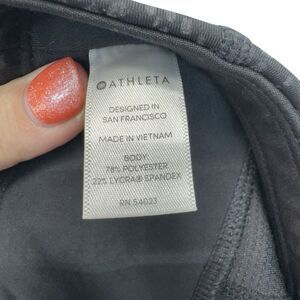 ATHLETA
DESIGNED IN
SAN FRANCISCO
MADE IN VIETNAM
BODY
78% POLYESTER
22% LYCRA® SPANDEX
RN 54023